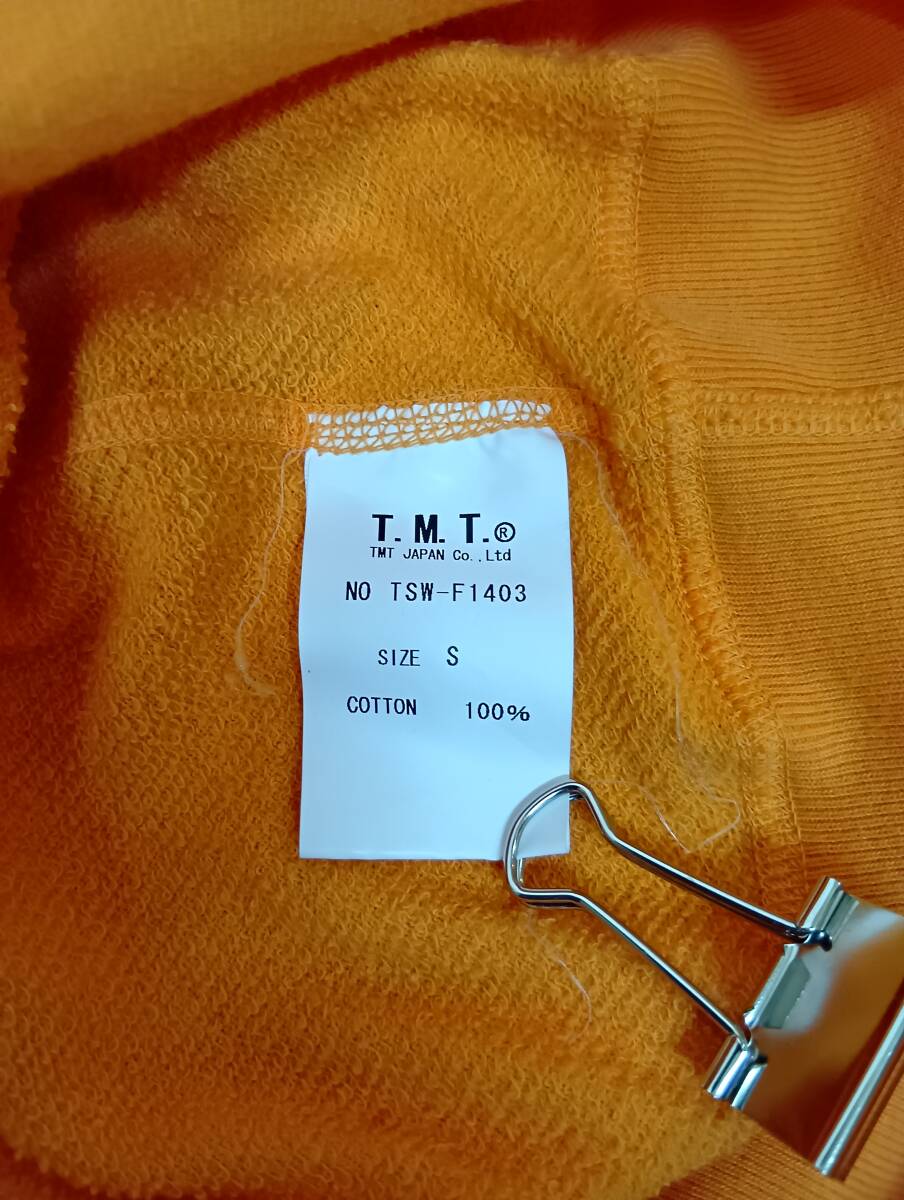 T.M.T.®
TMT JAPAN Co.,Ltd
NO TSW-F1403
SIZE S
COTTON 100%